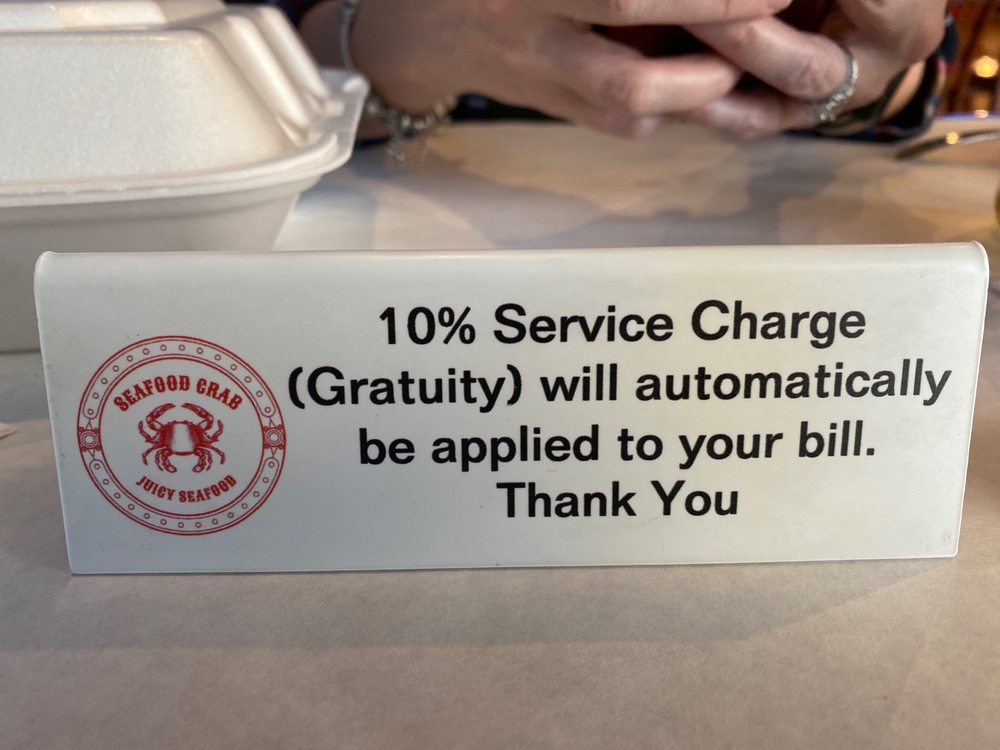 SEAFOOD CRAB
JUICY SEAFOOD
10% Service Charge
(Gratuity) will automatically
be applied to your bill.
Thank You